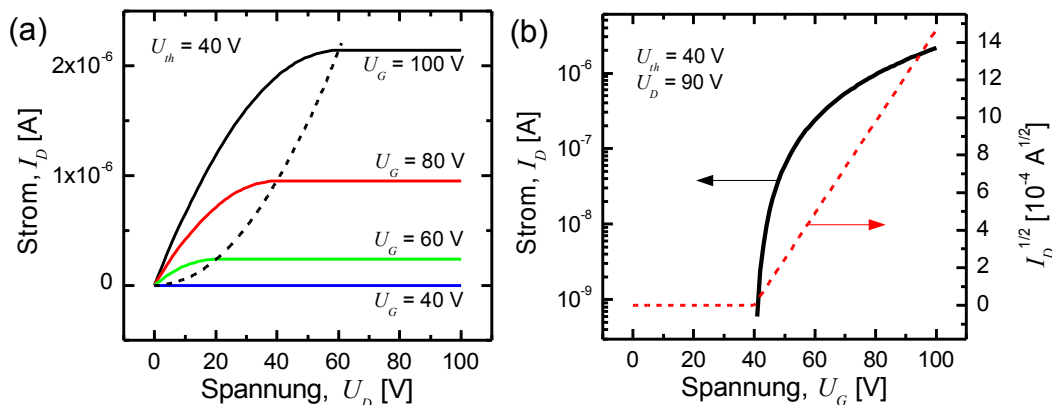 (a)
U_th = 40 V
U_G = 100 V
U_G = 80 V
U_G = 60 V
U_G = 40 V
2x10^-6
1x10^-6
0
Strom, I_D [A]
0 20 40 60 80 100
Spannung, U_D [V]
(b)
U_th = 40 V
U_D = 90 V
10^-6
10^-7
10^-8
10^-9
Strom, I_D [A]
0 20 40 60 80 100
Spannung, U_G [V]
14
12
10
8
6
4
2
0
I_D^1/2 [10^-4 A^1/2]